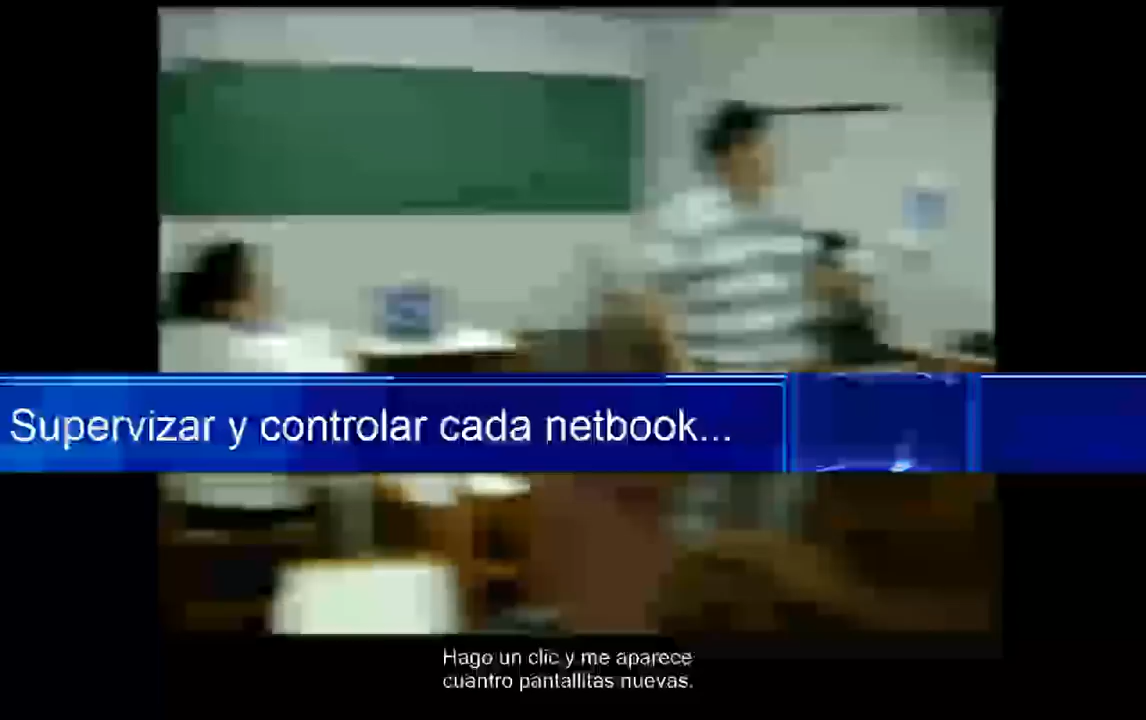 Supervizar y controlar cada netbook...
Hago un clic y me aparece
cuantro pantallitas nuevas.